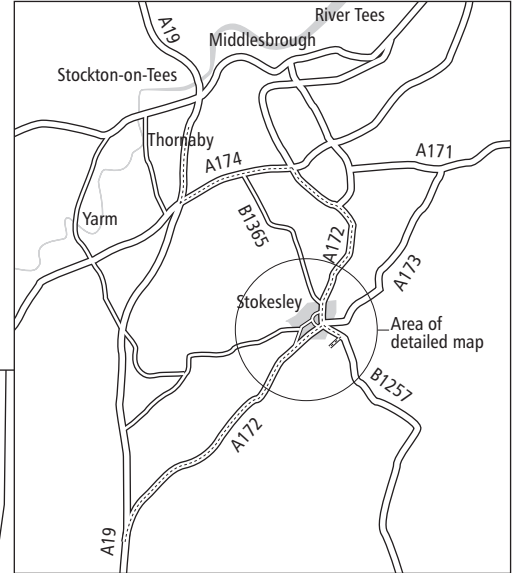 River Tees
A19
Middlesbrough
Stockton-on-Tees
Thornaby
A174
A171
Yarm
B1365
A172
A173
Stokesley
Area of
detailed map
B1257
A172
A19